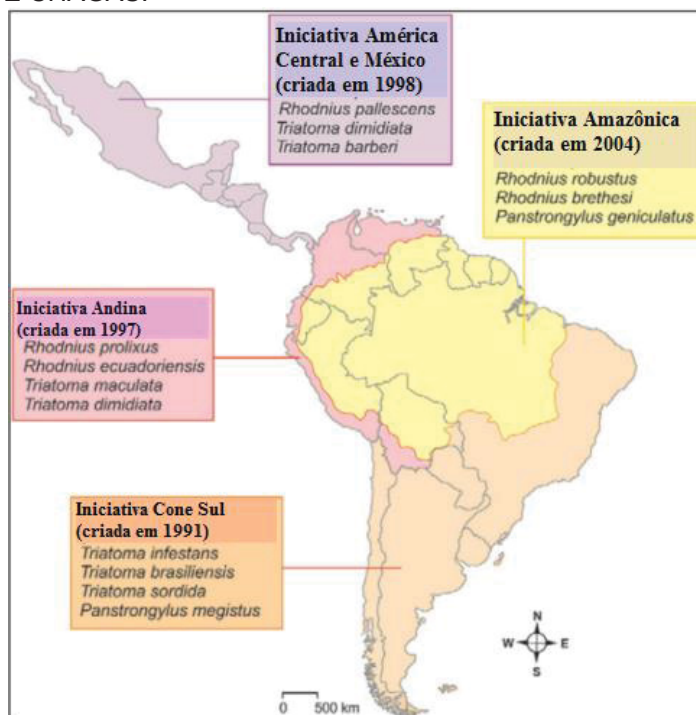 Iniciativa América
Central e México
(criada em 1998)
Rhodnius pallescens
Triatoma dimidiata
Triatoma barberi
Iniciativa Amazônica
(criada em 2004)
Rhodnius robustus
Rhodnius brethesi
Panstrongylus geniculatus
Iniciativa Andina
(criada em 1997)
Rhodnius prolixus
Rhodnius ecuadoriensis
Triatoma maculata
Triatoma dimidiata
Iniciativa Cone Sul
(criada em 1991)
Triatoma infestans
Triatoma brasiliensis
Triatoma sordida
Panstrongylus megistus
N
W E
S
0 500 km